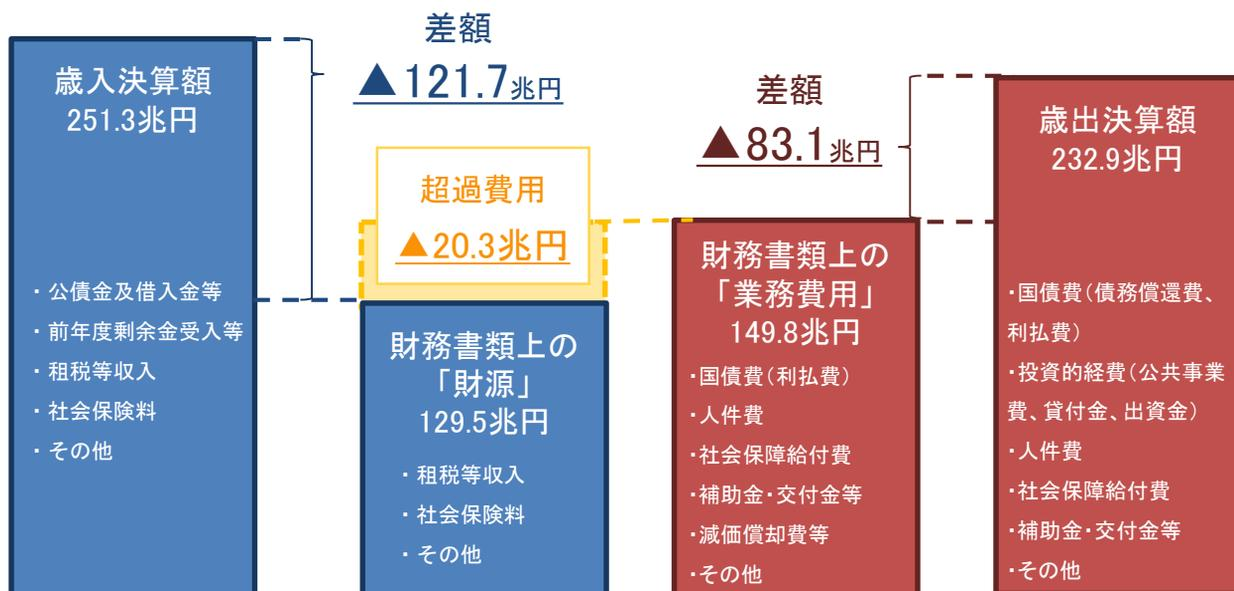 歳入決算額
251.3兆円
・公債金及借入金等
・前年度剰余金受入等
・租税等収入
・社会保険料
・その他
差額
▲121.7兆円
超過費用
▲20.3兆円
財務書類上の
「財源」
129.5兆円
・租税等収入
・社会保険料
・その他
差額
▲83.1兆円
財務書類上の
「業務費用」
149.8兆円
・国債費(利払費)
・人件費
・社会保障給付費
・補助金・交付金等
・減価償却費等
・その他
歳出決算額
232.9兆円
・国債費(債務償還費、
利払費)
・投資的経費(公共事業
費、貸付金、出資金)
・人件費
・社会保障給付費
・補助金・交付金等
・その他